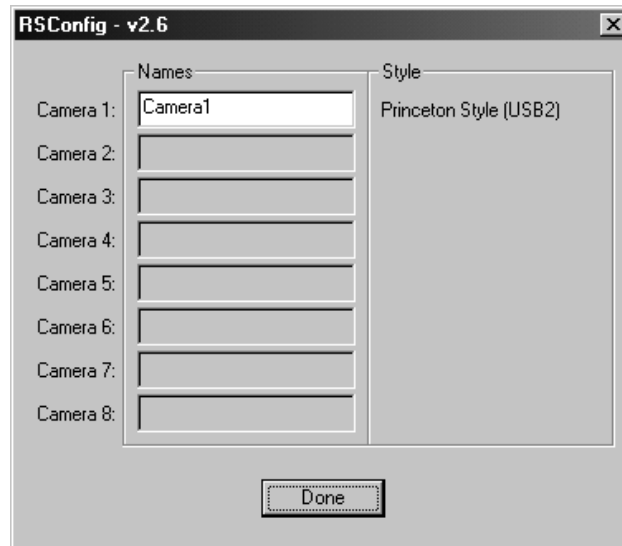 RSConfig - v2.6
Names Style
Camera 1: Camera1 Princeton Style (USB2)
Camera 2:
Camera 3:
Camera 4:
Camera 5:
Camera 6:
Camera 7:
Camera 8:
Done